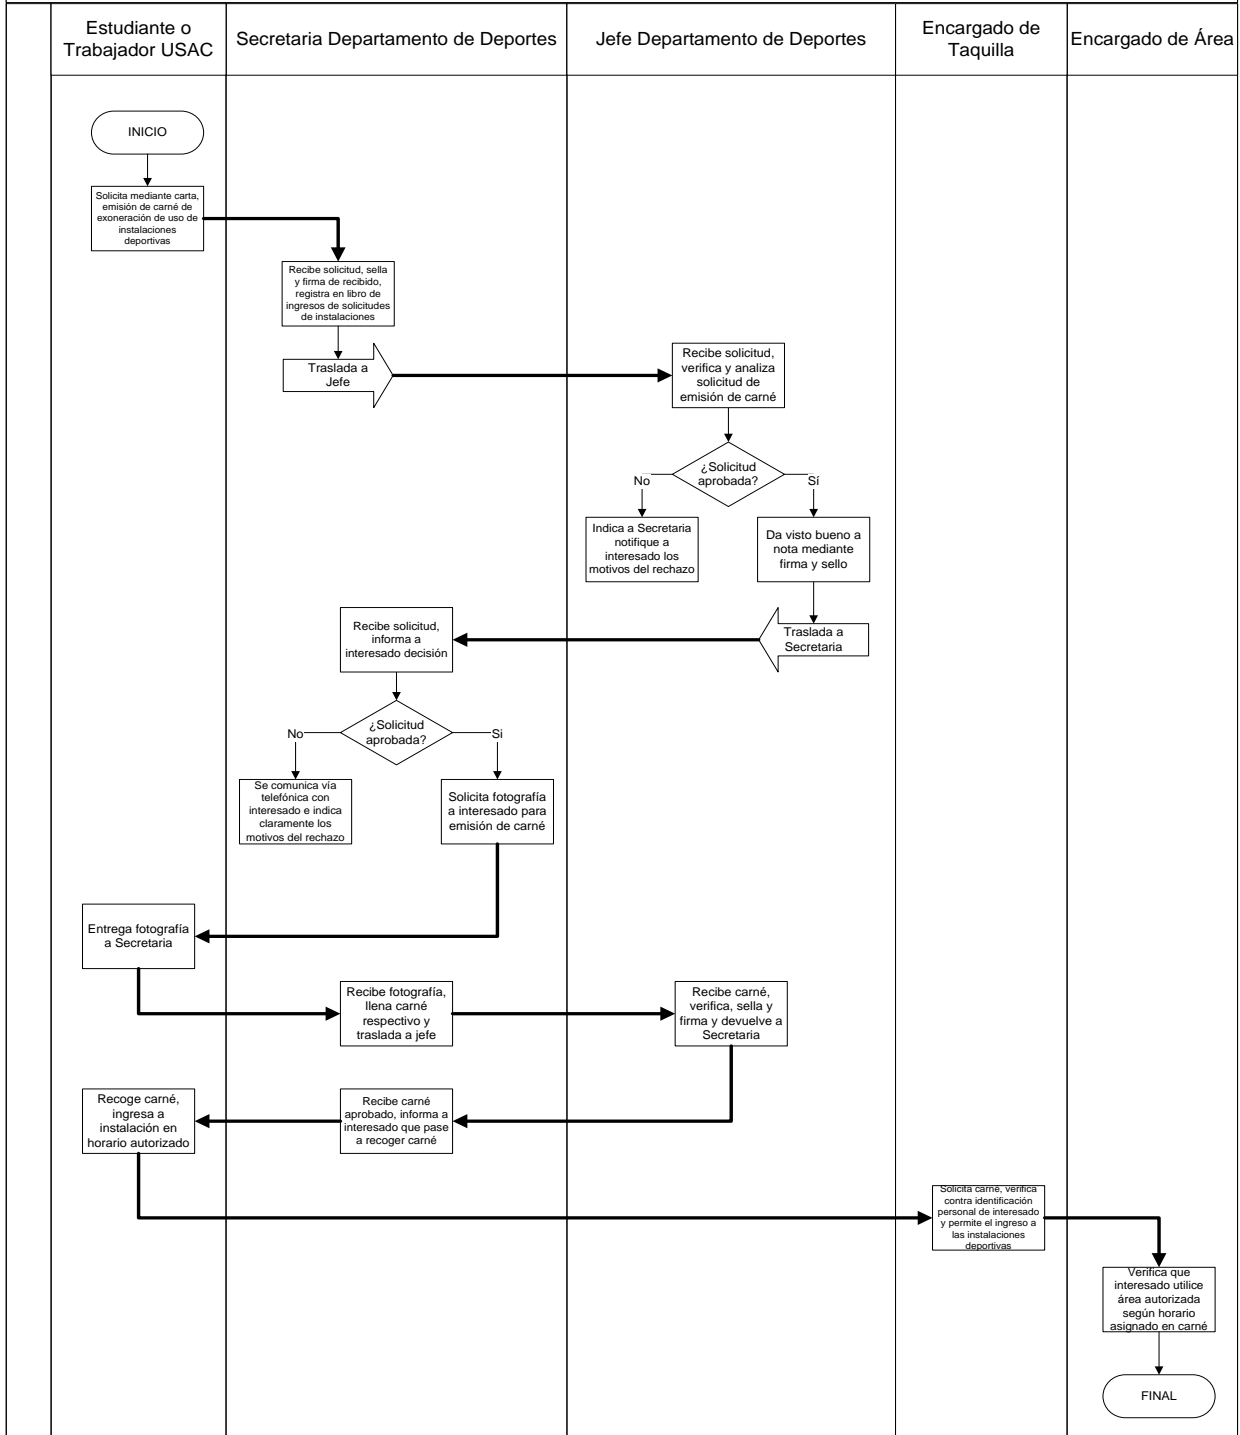 Estudiante o
Trabajador USAC
Secretaria Departamento de Deportes
Jefe Departamento de Deportes
Encargado de
Taquilla
Encargado de Área
INICIO
Solicita mediante carta,
emisión de carné de
exoneración de uso de
instalaciones
deportivas
Recibe solicitud, sella
y firma de recibido,
registra en libro de
ingresos de solicitudes
de instalaciones
Traslada a
Jefe
Recibe solicitud,
verifica y analiza
solicitud de
emisión de carné
¿Solicitud
aprobada?
No
Sí
Indica a Secretaria
notifique a
interesado los
motivos del rechazo
Da visto bueno a
nota mediante
firma y sello
Traslada a
Secretaria
Recibe solicitud,
informa a
interesado decisión
¿Solicitud
aprobada?
No
Si
Se comunica vía
telefónica con
interesado e indica
claramente los
motivos del rechazo
Solicita fotografía
a interesado para
emisión de carné
Entrega fotografía
a Secretaria
Recibe fotografía,
llena carné
respectivo y
traslada a jefe
Recibe carné,
verifica, sella y
firma y devuelve a
Secretaria
Recoge carné,
ingresa a
instalación en
horario autorizado
Recibe carné
aprobado, informa a
interesado que pase
a recoger carné
Solicita carné, verifica
contra identificación
personal de interesado
y permite el ingreso a
las instalaciones
deportivas
Verifica que
interesado utilice
área autorizada
según horario
asignado en carné
FINAL